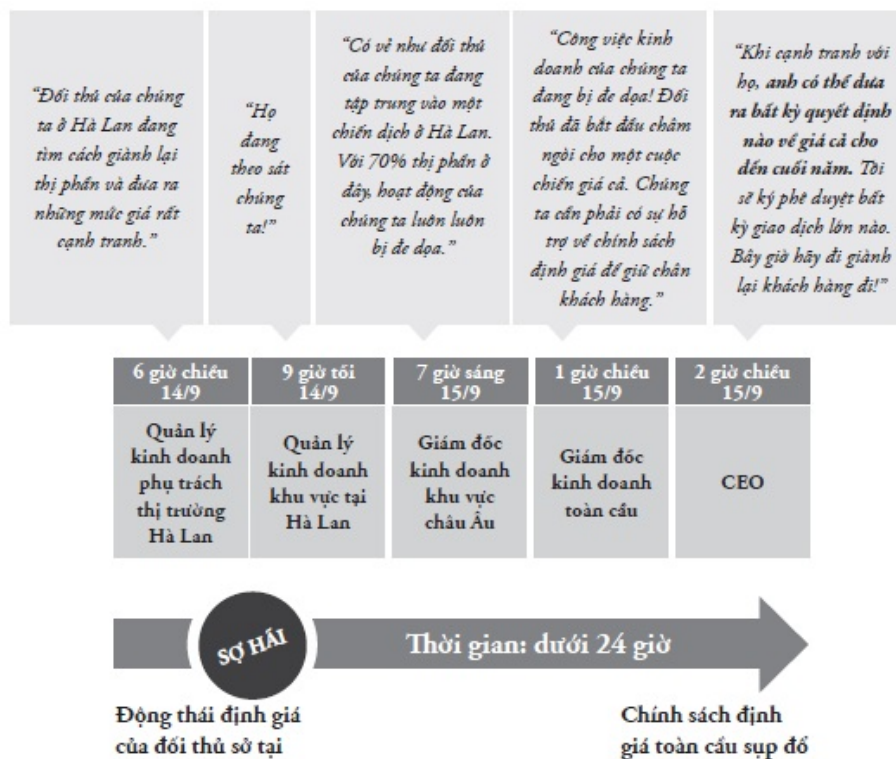 “Đối thủ của chúng
ta ở Hà Lan đang
tìm cách giành lại
thị phần và đưa ra
những mức giá rất
cạnh tranh.”
“Họ
đang
theo sát
chúng
ta!”
“Có vẻ như đối thủ
của chúng ta đang
tập trung vào một
chiến dịch ở Hà Lan.
Với 70% thị phần ở
đây, hoạt động của
chúng ta luôn luôn
bị đe dọa.”
“Công việc kinh
doanh của chúng ta
đang bị đe dọa! Đối
thủ đã bắt đầu châm
ngòi cho một cuộc
chiến giá cả. Chúng
ta cần phải có sự hỗ
trợ về chính sách
định giá để giữ chân
khách hàng.”
“Khi cạnh tranh với
họ, anh có thể đưa
ra bất kỳ quyết định
nào về giá cả cho
đến cuối năm. Tôi
sẽ ký phê duyệt bất
kỳ giao dịch lớn nào.
Bây giờ hãy đi giành
lại khách hàng đi!”
6 giờ chiều
14/9
9 giờ tối
14/9
7 giờ sáng
15/9
1 giờ chiều
15/9
2 giờ chiều
15/9
Quản lý
kinh doanh
phụ trách
thị trường
Hà Lan
Quản lý
kinh doanh
khu vực tại
Hà Lan
Giám đốc
kinh doanh
khu vực
châu Âu
Giám đốc
kinh doanh
toàn cầu
CEO
SỢ HÃI
Thời gian: dưới 24 giờ
Động thái định giá
của đối thủ sở tại
Chính sách định
giá toàn cầu sụp đổ